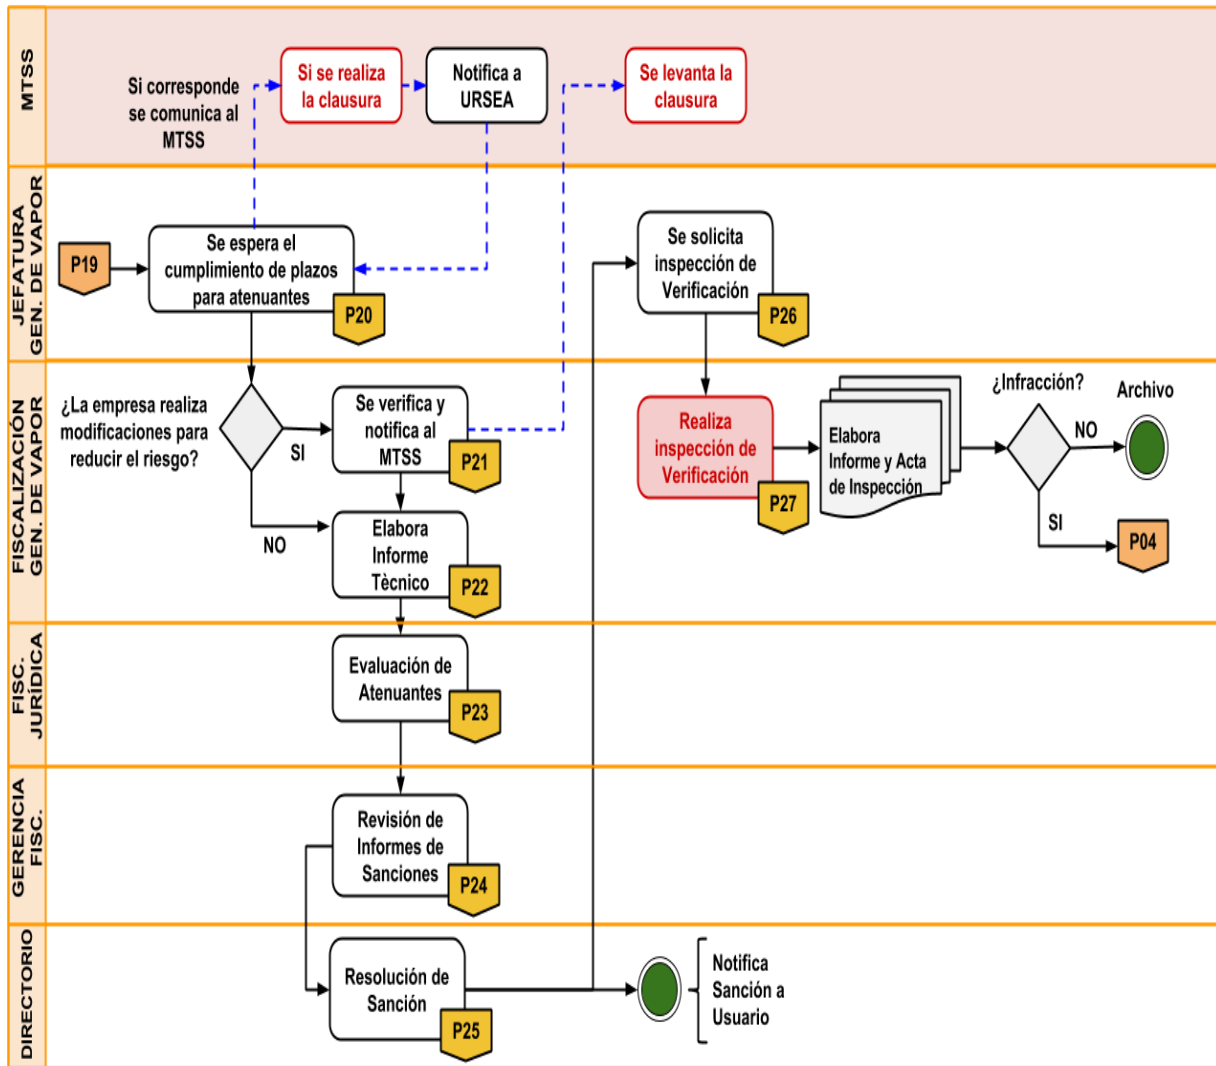 MTSS
Si corresponde
se comunica al
MTSS
Si se realiza
la clausura
Notifica a
URSEA
Se levanta la
clausura
JEFATURA
GEN. DE VAPOR
P19
Se espera el
cumplimiento de plazos
para atenuantes
P20
Se solicita
inspección de
Verificación
P26
FISCALIZACIÓN
GEN. DE VAPOR
¿La empresa realiza
modificaciones para
reducir el riesgo?
SI
NO
Se verifica y
notifica al
MTSS
P21
Elabora
Informe
Tècnico
P22
Realiza
inspección de
Verificación
P27
Elabora
Informe y Acta
de Inspección
¿Infracción?
NO
SI
Archivo
P04
FISC.
JURÍDICA
Evaluación de
Atenuantes
P23
GERENCIA
FISC.
Revisión de
Informes de
Sanciones
P24
DIRECTORIO
Resolución de
Sanción
P25
Notifica
Sanción a
Usuario